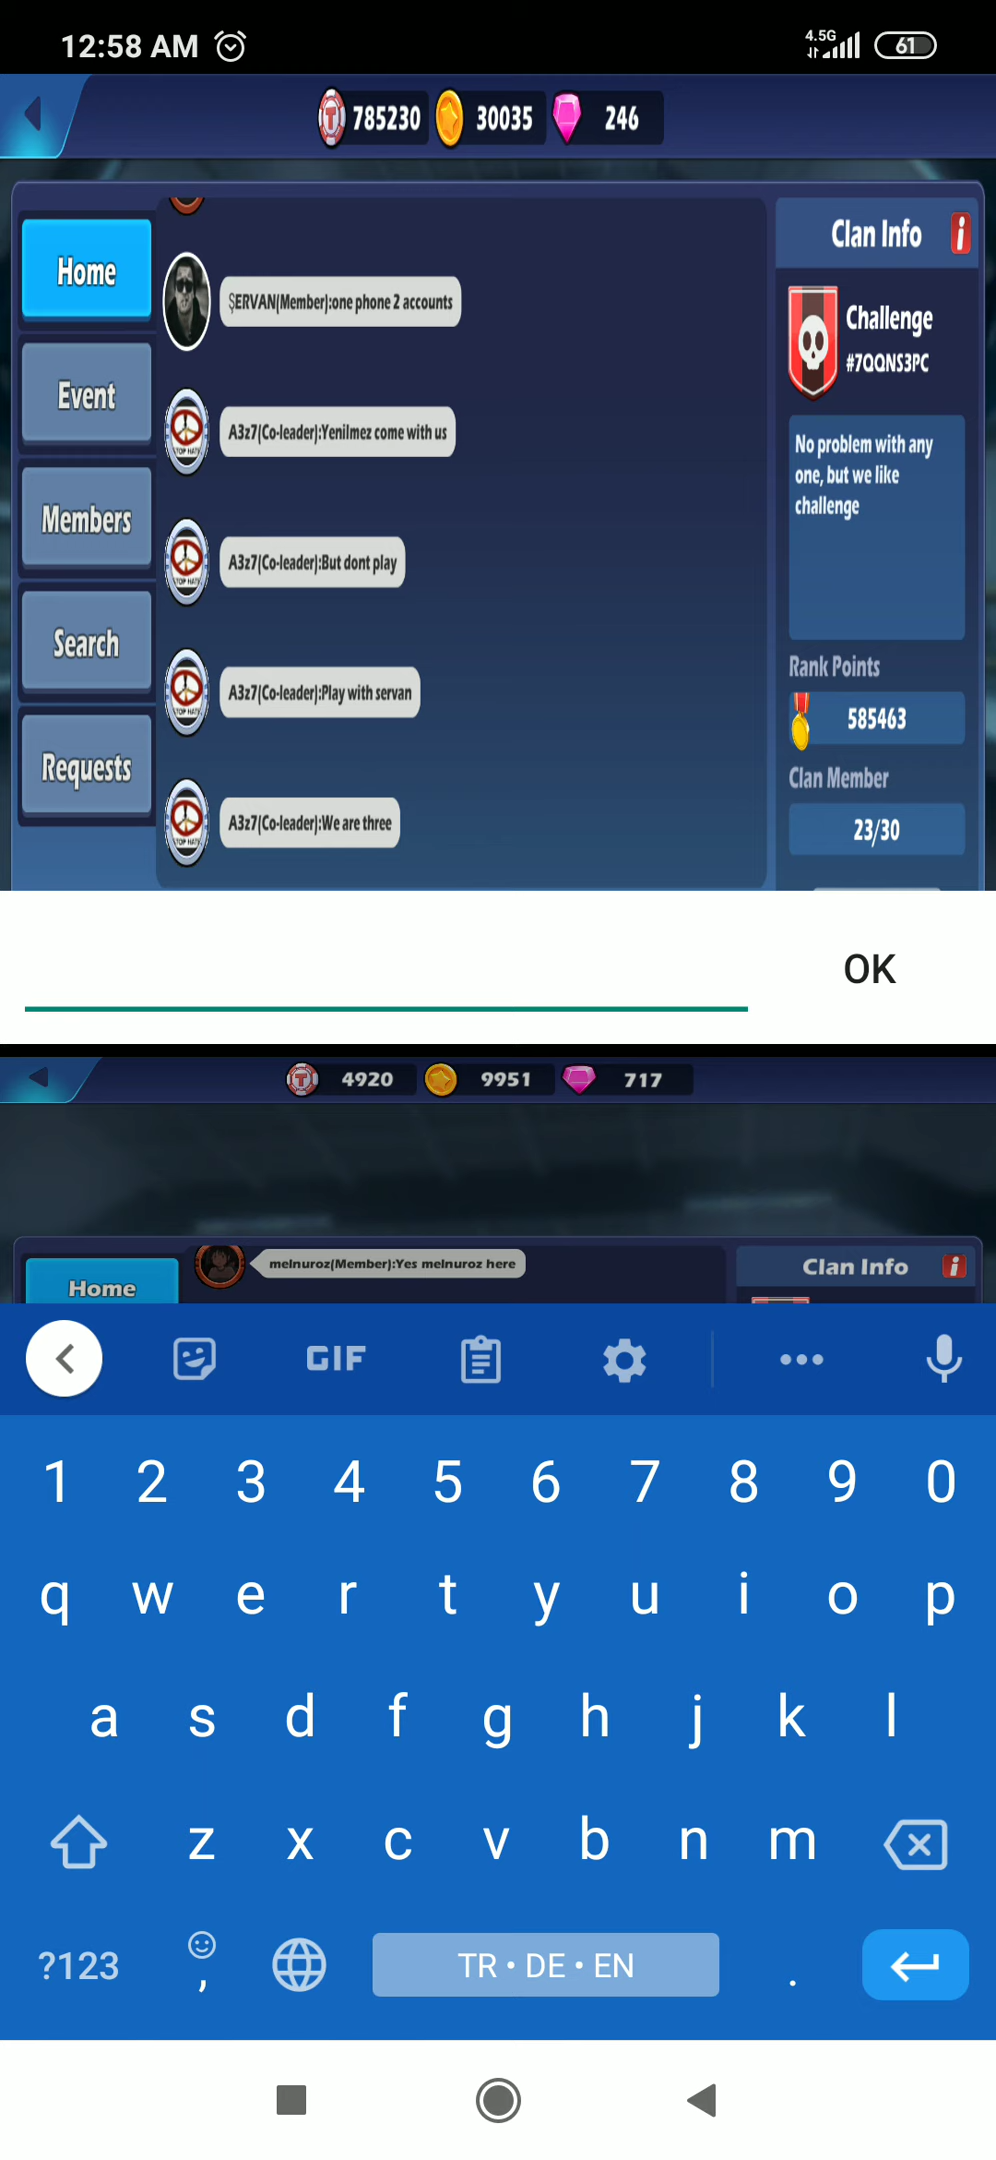 12:58 AM
4.5G
61
785230
30035
246
Home
Event
Members
Search
Requests
ŞERVAN(Member):one phone 2 accounts
A3z7(Co-leader):Yenilmez come with us
A3z7(Co-leader):But dont play
A3z7(Co-leader):Play with servan
A3z7(Co-leader):We are three
Clan Info
i
Challenge
#7QQNS3PC
No problem with any
one, but we like
challenge
Rank Points
585463
Clan Member
23/30
OK
4920
9951
717
Home
melnuroz(Member):Yes melnuroz here
Clan Info
i
GIF
1 2 3 4 5 6 7 8 9 0
q w e r t y u i o p
a s d f g h j k l
z x c v b n m
?123 , TR • DE • EN .